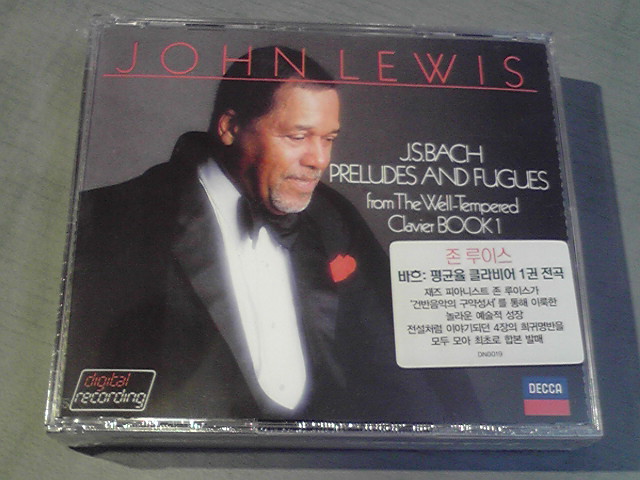 JOHN LEWIS
J.S.BACH
PRELUDES AND FUGUES
from The Well-Tempered
Clavier BOOK 1
존 루이스
바흐: 평균율 클라비어 1권 전곡
재즈 피아니스트 존 루이스가
“건반음악의 구약성서”를 통해 이룩한
놀라운 예술적 성장
전설처럼 이야기되던 4장의 희귀명반을
모두 모아 최초로 합본 발매
DN0019
DECCA
digital
recording